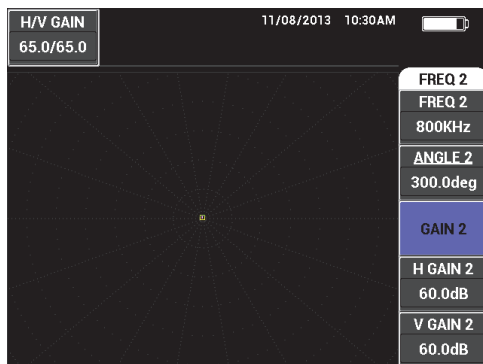 H/V GAIN
65.0/65.0
11/08/2013 10:30AM
FREQ 2
FREQ 2
800KHz
ANGLE 2
300.0deg
GAIN 2
H GAIN 2
60.0dB
V GAIN 2
60.0dB